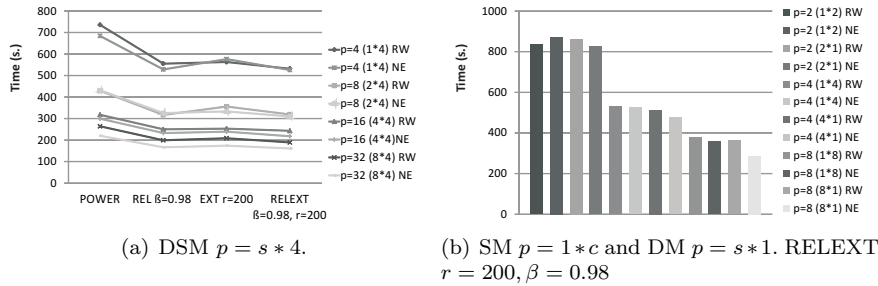 800
700
600
500
400
300
200
100
0
Time (s.)
POWER
REL ß=0.98
EXT r=200
RELEXT
ß=0.98, r=200
p=4 (1*4) RW
p=4 (1*4) NE
p=8 (2*4) RW
p=8 (2*4) NE
p=16 (4*4) RW
p=16 (4*4)NE
p=32 (8*4) RW
p=32 (8*4) NE
(a) DSM p = s * 4.
1000
800
600
400
200
0
Time (s.)
p=2 (1*2) RW
p=2 (1*2) NE
p=2 (2*1) RW
p=2 (2*1) NE
p=4 (1*4) RW
p=4 (1*4) NE
p=4 (4*1) RW
p=4 (4*1) NE
p=8 (1*8) RW
p=8 (1*8) NE
p=8 (8*1) RW
p=8 (8*1) NE
(b) SM p = 1*c and DM p = s*1. RELEXT
r = 200, β = 0.98